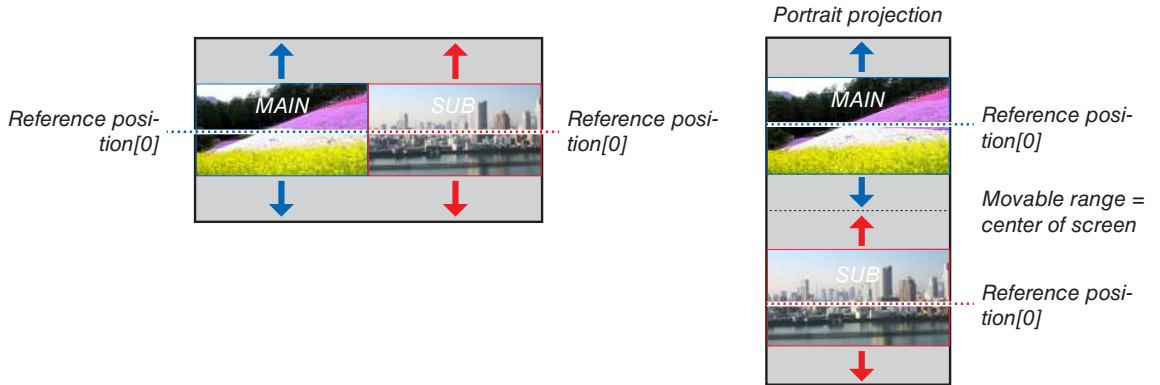 Portrait projection
MAIN
SUB
Reference posi-
tion[0]
Reference posi-
tion[0]
MAIN
Reference posi-
tion[0]
Movable range =
center of screen
SUB
Reference posi-
tion[0]